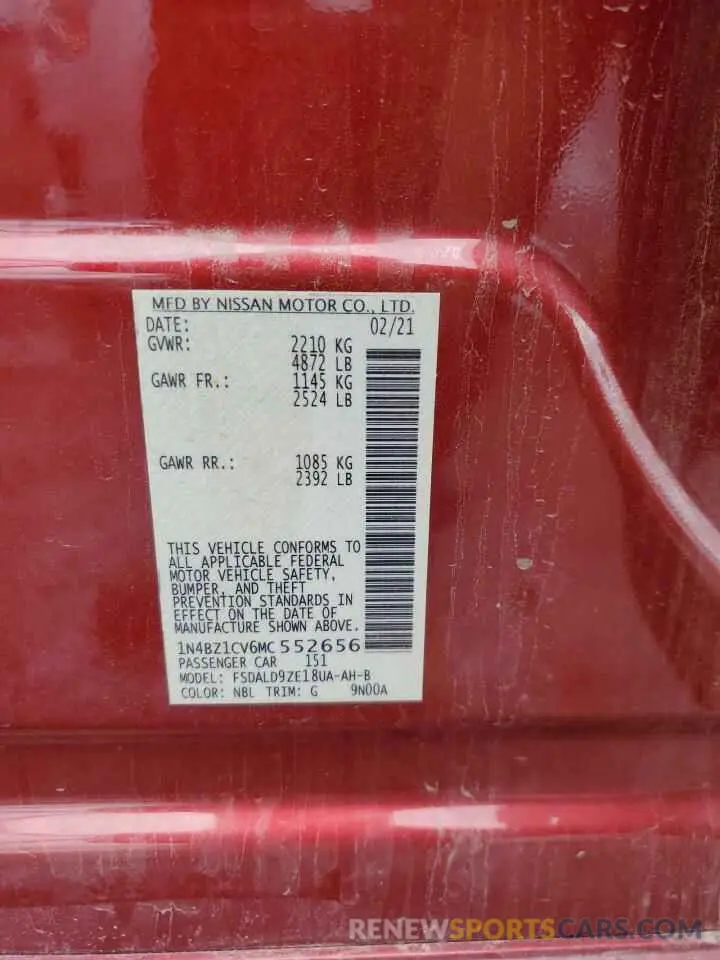 MFD BY NISSAN MOTOR CO., LTD.
DATE: 02/21
GVWR: 2210 KG
4872 LB
GAWR FR.: 1145 KG
2524 LB
GAWR RR.: 1085 KG
2392 LB
THIS VEHICLE CONFORMS TO
ALL APPLICABLE FEDERAL
MOTOR VEHICLE SAFETY,
BUMPER, AND THEFT
PREVENTION STANDARDS IN
EFFECT ON THE DATE OF
MANUFACTURE SHOWN ABOVE.
1N4BZ1CV6MC 552656
PASSENGER CAR 151
MODEL: FSDALD9ZE18UA-AH-B
COLOR: NBL TRIM: G 9N00A
RENEWSPORTSCARS.COM